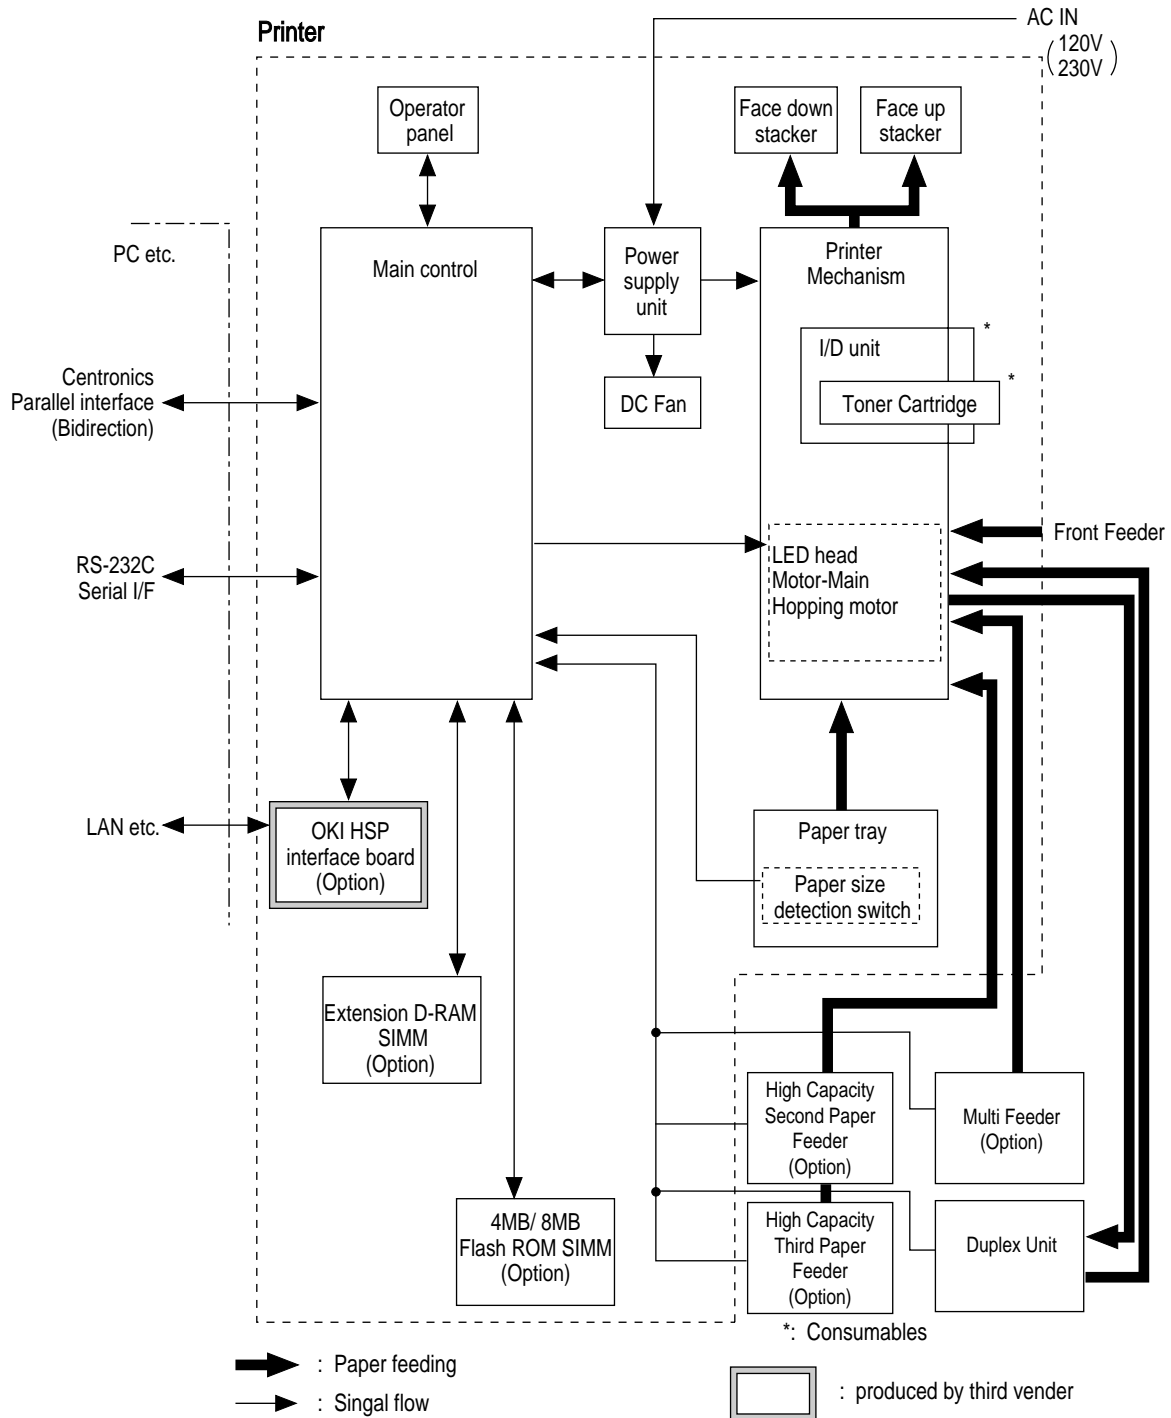 Printer
AC IN
(120V
230V)
Operator
panel
Face down
stacker
Face up
stacker
PC etc.
Main control
Power
supply
unit
Printer
Mechanism
*
I/D unit
*
Toner Cartridge
DC Fan
Centronics
Parallel interface
(Bidirection)
Front Feeder
LED head
Motor-Main
Hopping motor
RS-232C
Serial I/F
LAN etc.
OKI HSP
interface board
(Option)
Paper tray
Paper size
detection switch
Extension D-RAM
SIMM
(Option)
High Capacity
Second Paper
Feeder
(Option)
Multi Feeder
(Option)
4MB/ 8MB
Flash ROM SIMM
(Option)
High Capacity
Third Paper
Feeder
(Option)
Duplex Unit
*: Consumables
: Paper feeding
: Singal flow
: produced by third vender